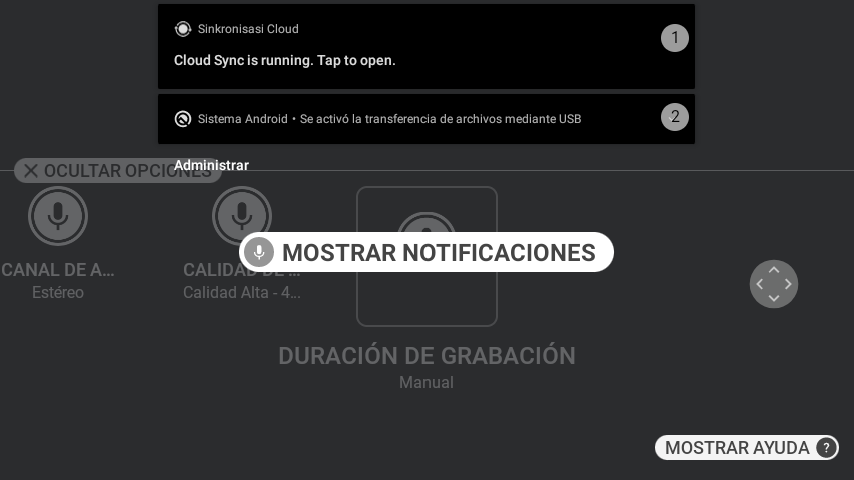 Sinkronisasi Cloud
1
Cloud Sync is running. Tap to open.
Sistema Android • Se activó la transferencia de archivos mediante USB
2
Administrar
OCULTAR OPCIONES
MOSTRAR NOTIFICACIONES
CANAL DE A...
CALIDAD DE ...
Estéreo
Calidad Alta - 4...
DURACIÓN DE GRABACIÓN
Manual
MOSTRAR AYUDA ?